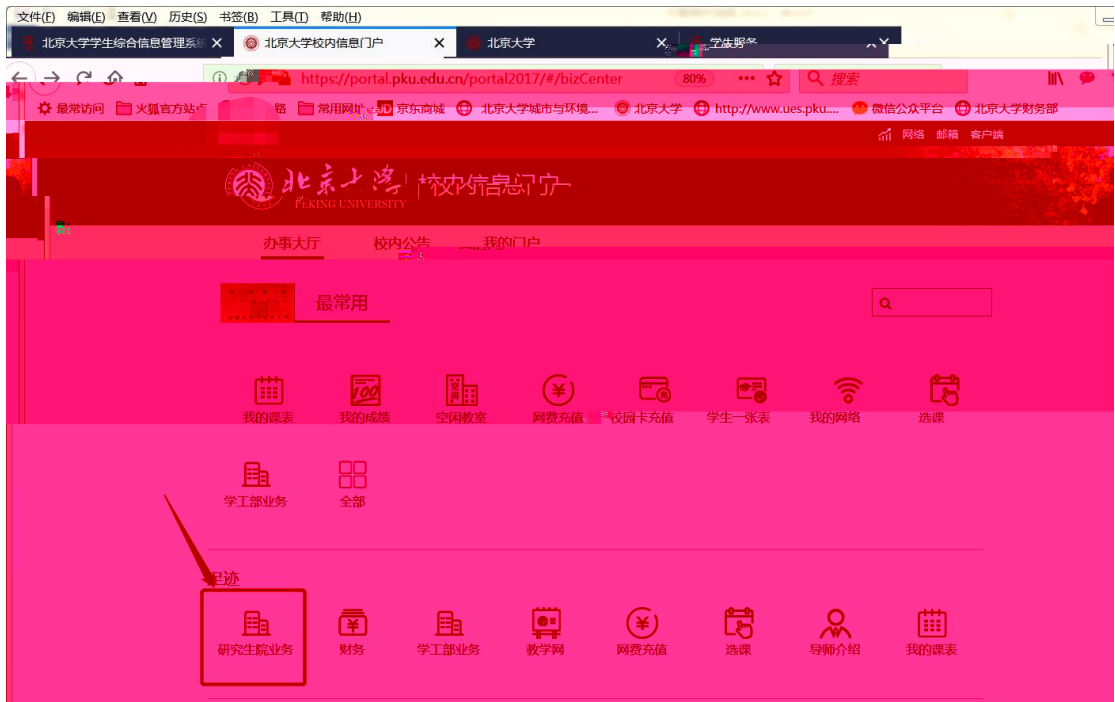 文件(F) 编辑(E) 查看(V) 历史(S) 书签(B) 工具(T) 帮助(H)
北京大学学生综合信息管理系统 北京大学校内信息门户 北京大学
https://portal.pku.edu.cn/portal2017/#/bizCenter 80% 搜索
最常访问 火狐官方站点 常用网址 京东商城 北京大学城市与环境... 北京大学 http://www.ues.pku.... 微信公众平台 北京大学财务部
网络 邮箱 客户端
北京大学 校内信息门户
PEKING UNIVERSITY
办事大厅 校内公告 我的门户
最常用
我的课表 我的成绩 空闲教室 网费充值 校园卡充值 学生一张表 我的网络 选课
学工部业务 全部
足迹
研究生院业务 财务 学工部业务 教学网 网费充值 选课 导师介绍 我的课表